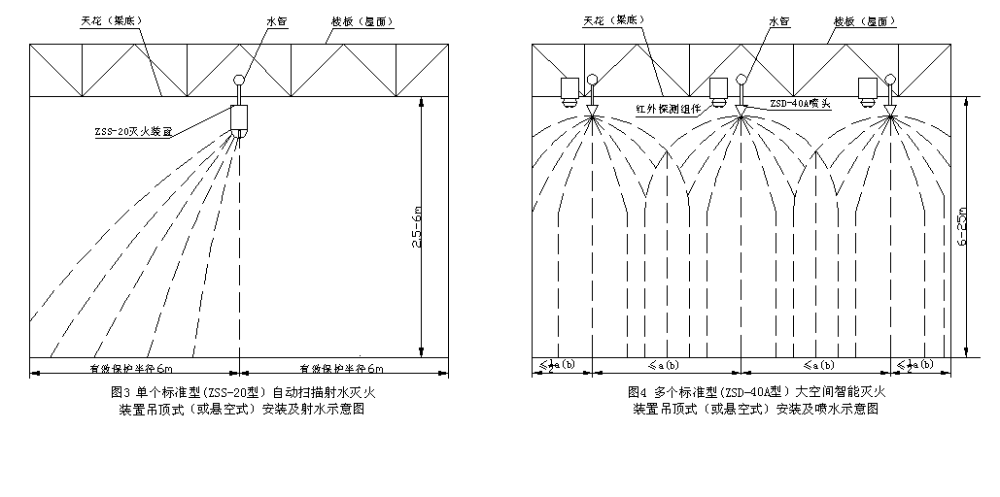 天花（梁底）
水管
楼板（屋面）
ZSS-20灭火装置
2.5-6m
有效保护半径6m
有效保护半径6m
图3 单个标准型(ZSS-20型）自动扫描射水灭火
装置吊顶式（或悬空式）安装及射水示意图
天花（梁底）
水管
楼板（屋面）
红外探测组件
ZSD-40A喷头
6-25m
≤1/2a(b)
≤a(b)
≤a(b)
≤1/2a(b)
图4 多个标准型(ZSD-40A型）大空间智能灭火
装置吊顶式（或悬空式）安装及喷水示意图